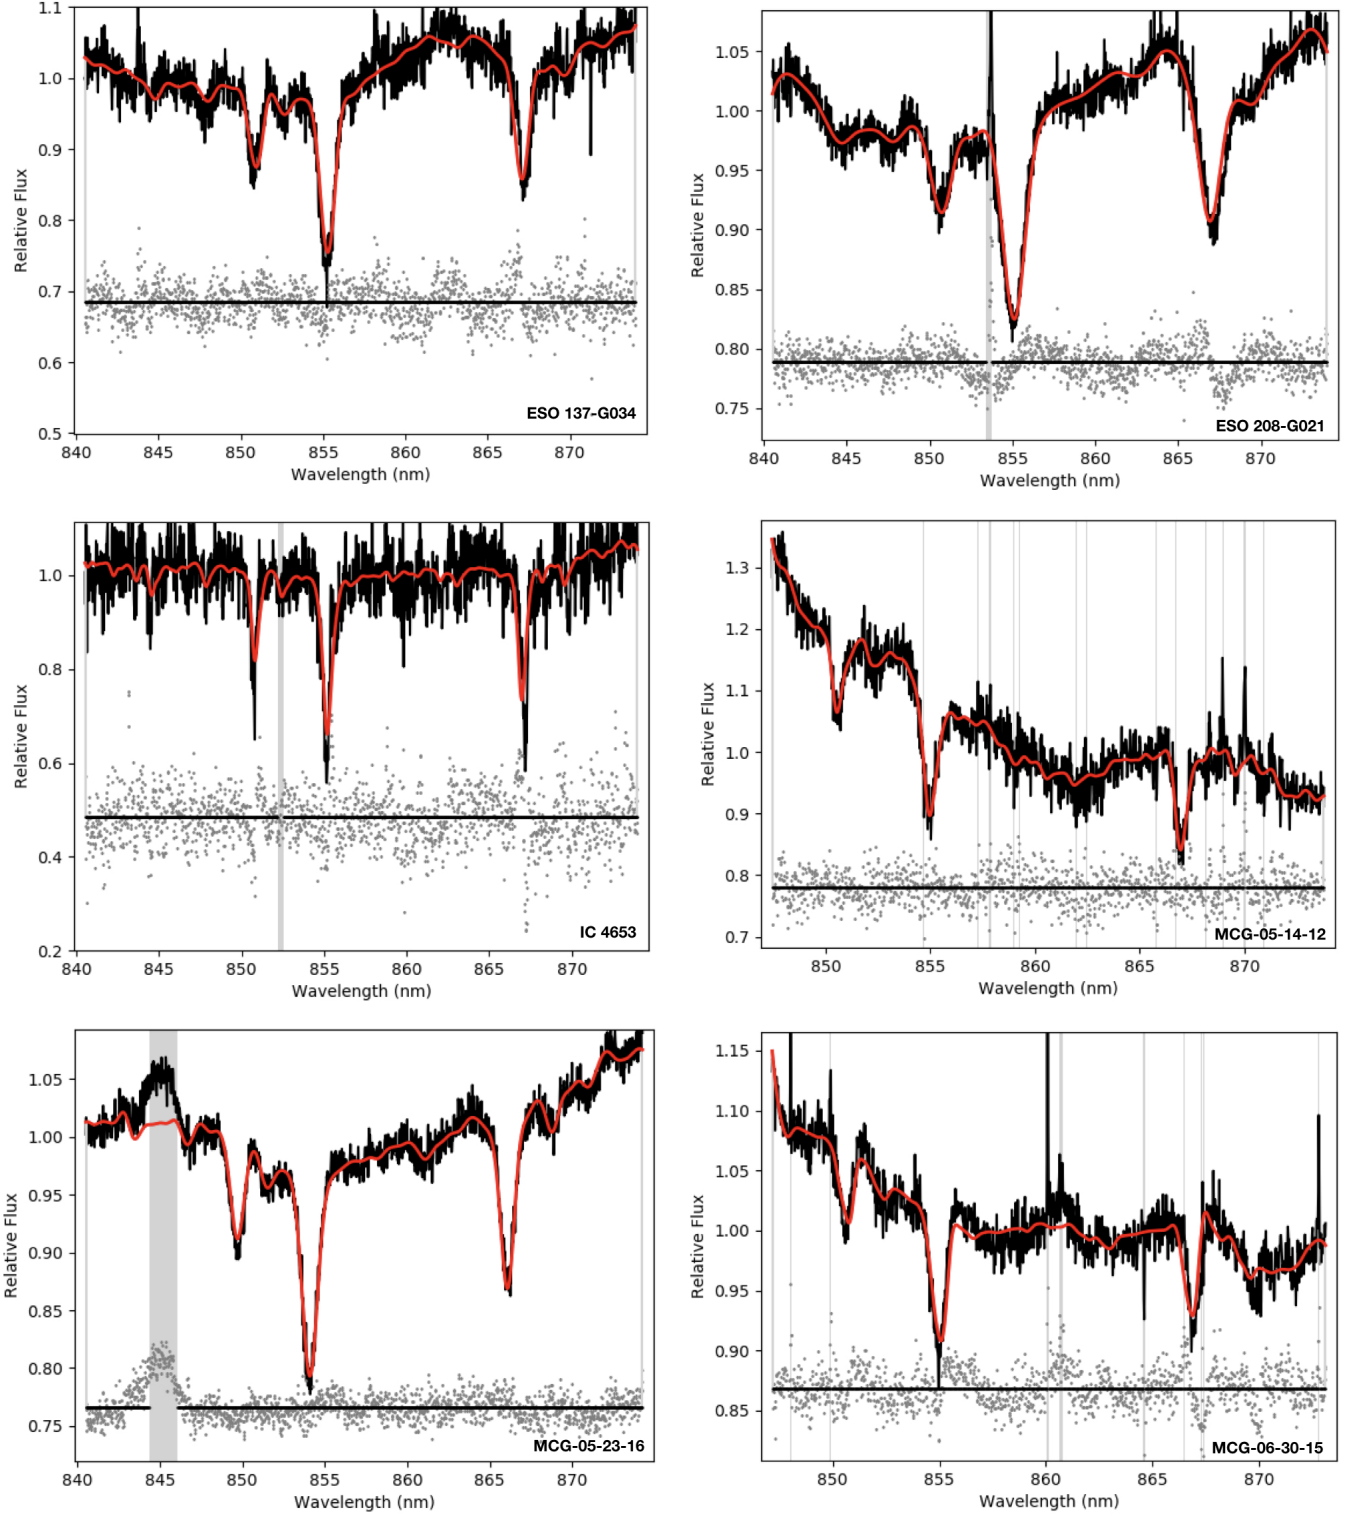 1.1
1.0
0.9
0.8
0.7
0.6
0.5
Relative Flux
ESO 137-G034
840 845 850 855 860 865 870
Wavelength (nm)
1.05
1.00
0.95
0.90
0.85
0.80
0.75
Relative Flux
ESO 208-G021
840 845 850 855 860 865 870
Wavelength (nm)
1.0
0.8
0.6
0.4
0.2
Relative Flux
IC 4653
840 845 850 855 860 865 870
Wavelength (nm)
1.3
1.2
1.1
1.0
0.9
0.8
0.7
Relative Flux
MCG-05-14-12
850 855 860 865 870
Wavelength (nm)
1.05
1.00
0.95
0.90
0.85
0.80
0.75
Relative Flux
MCG-05-23-16
840 845 850 855 860 865 870
Wavelength (nm)
1.15
1.10
1.05
1.00
0.95
0.90
0.85
Relative Flux
MCG-06-30-15
850 855 860 865 870
Wavelength (nm)